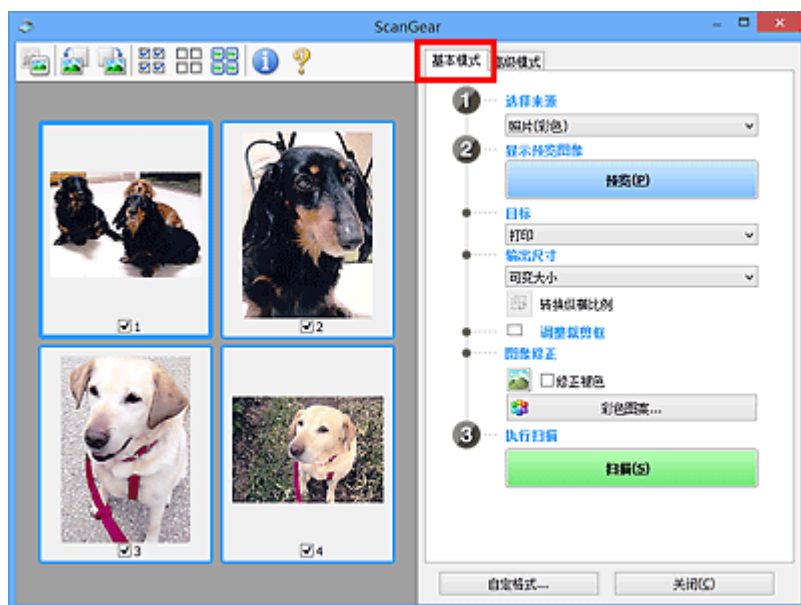 ScanGear
基本模式
高级模式
1
选择来源
照片(彩色)
2
显示预览图像
预览(P)
目标
打印
输出尺寸
可变大小
转换纵横比例
调整裁剪框
图像修正
修正褪色
彩色图案...
3
执行扫描
扫描(S)
自定格式...
关闭(C)
1
2
3
4